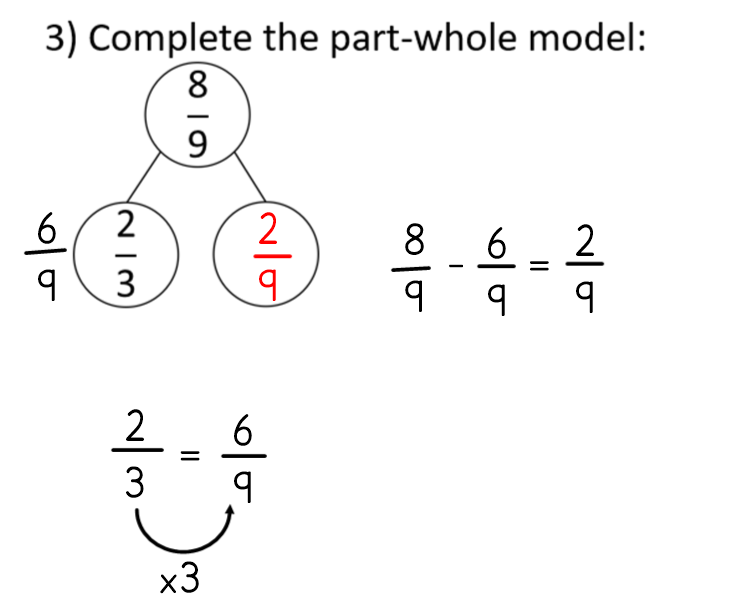 3) Complete the part-whole model:
8
9
6 2 2
9 3 9
8/9 - 6/9 = 2/9
2/3 = 6/9
x3